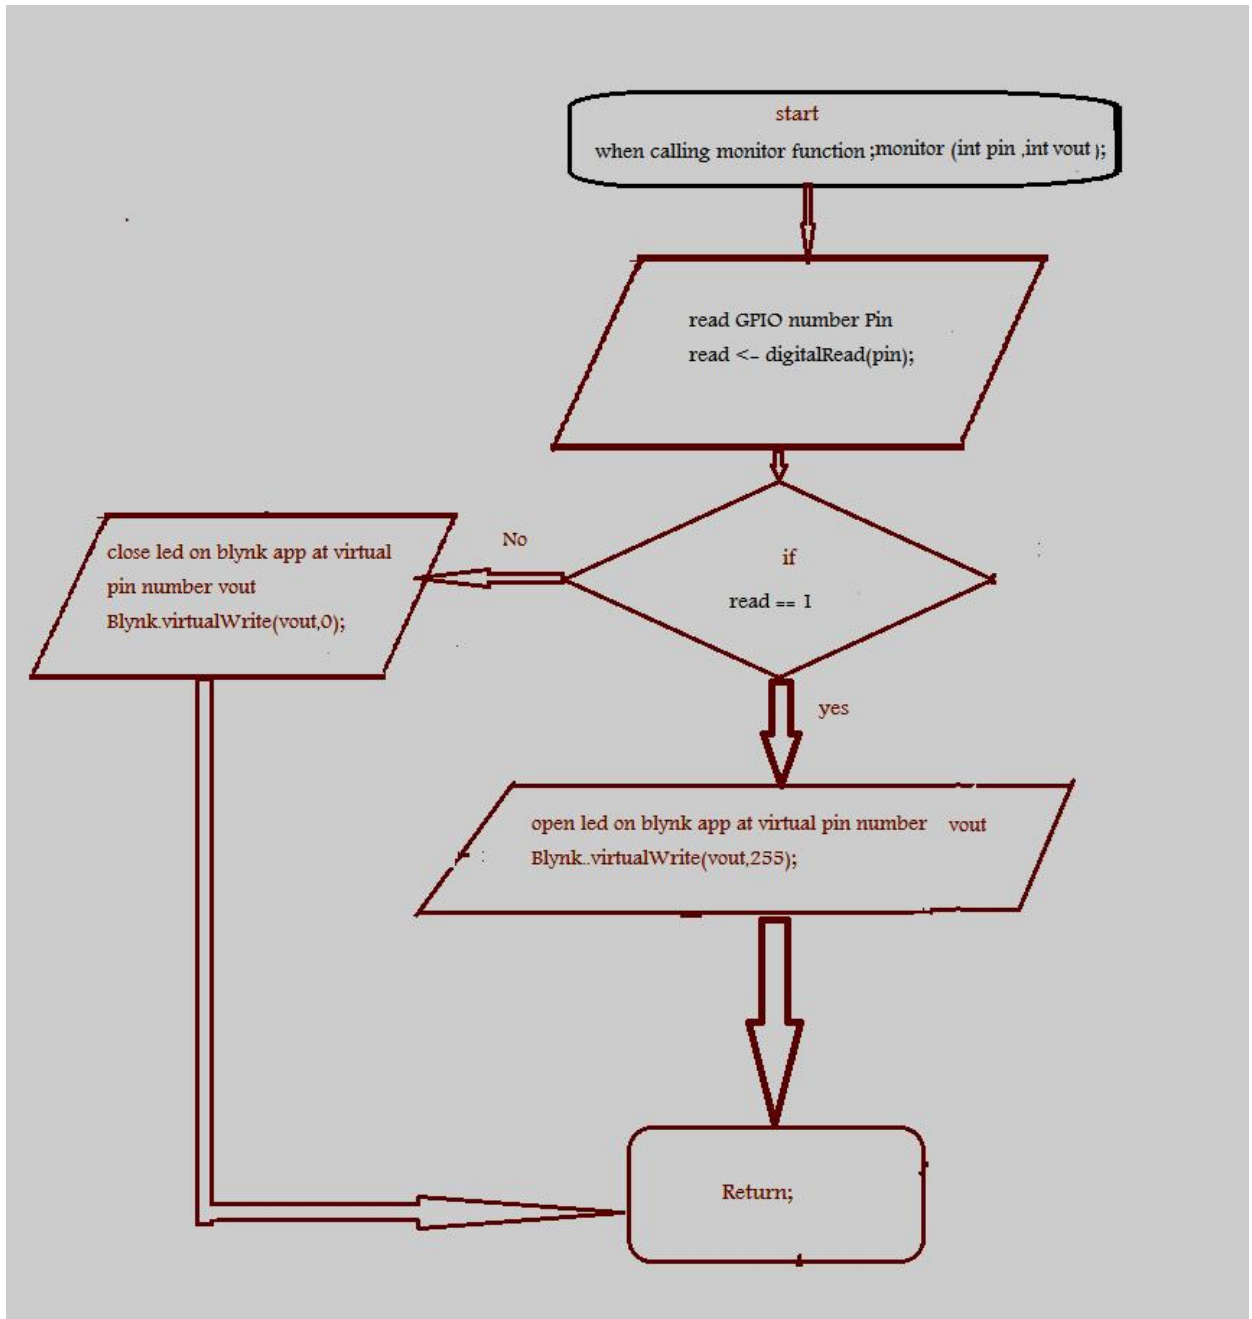 start
when calling monitor function ;monitor (int pin ,int vout );
read GPIO number Pin
read <- digitalRead(pin);
if
read == 1
No
close led on blynk app at virtual
pin number vout
Blynk.virtualWrite(vout,0);
yes
open led on blynk app at virtual pin number vout
Blynk..virtualWrite(vout,255);
Return;